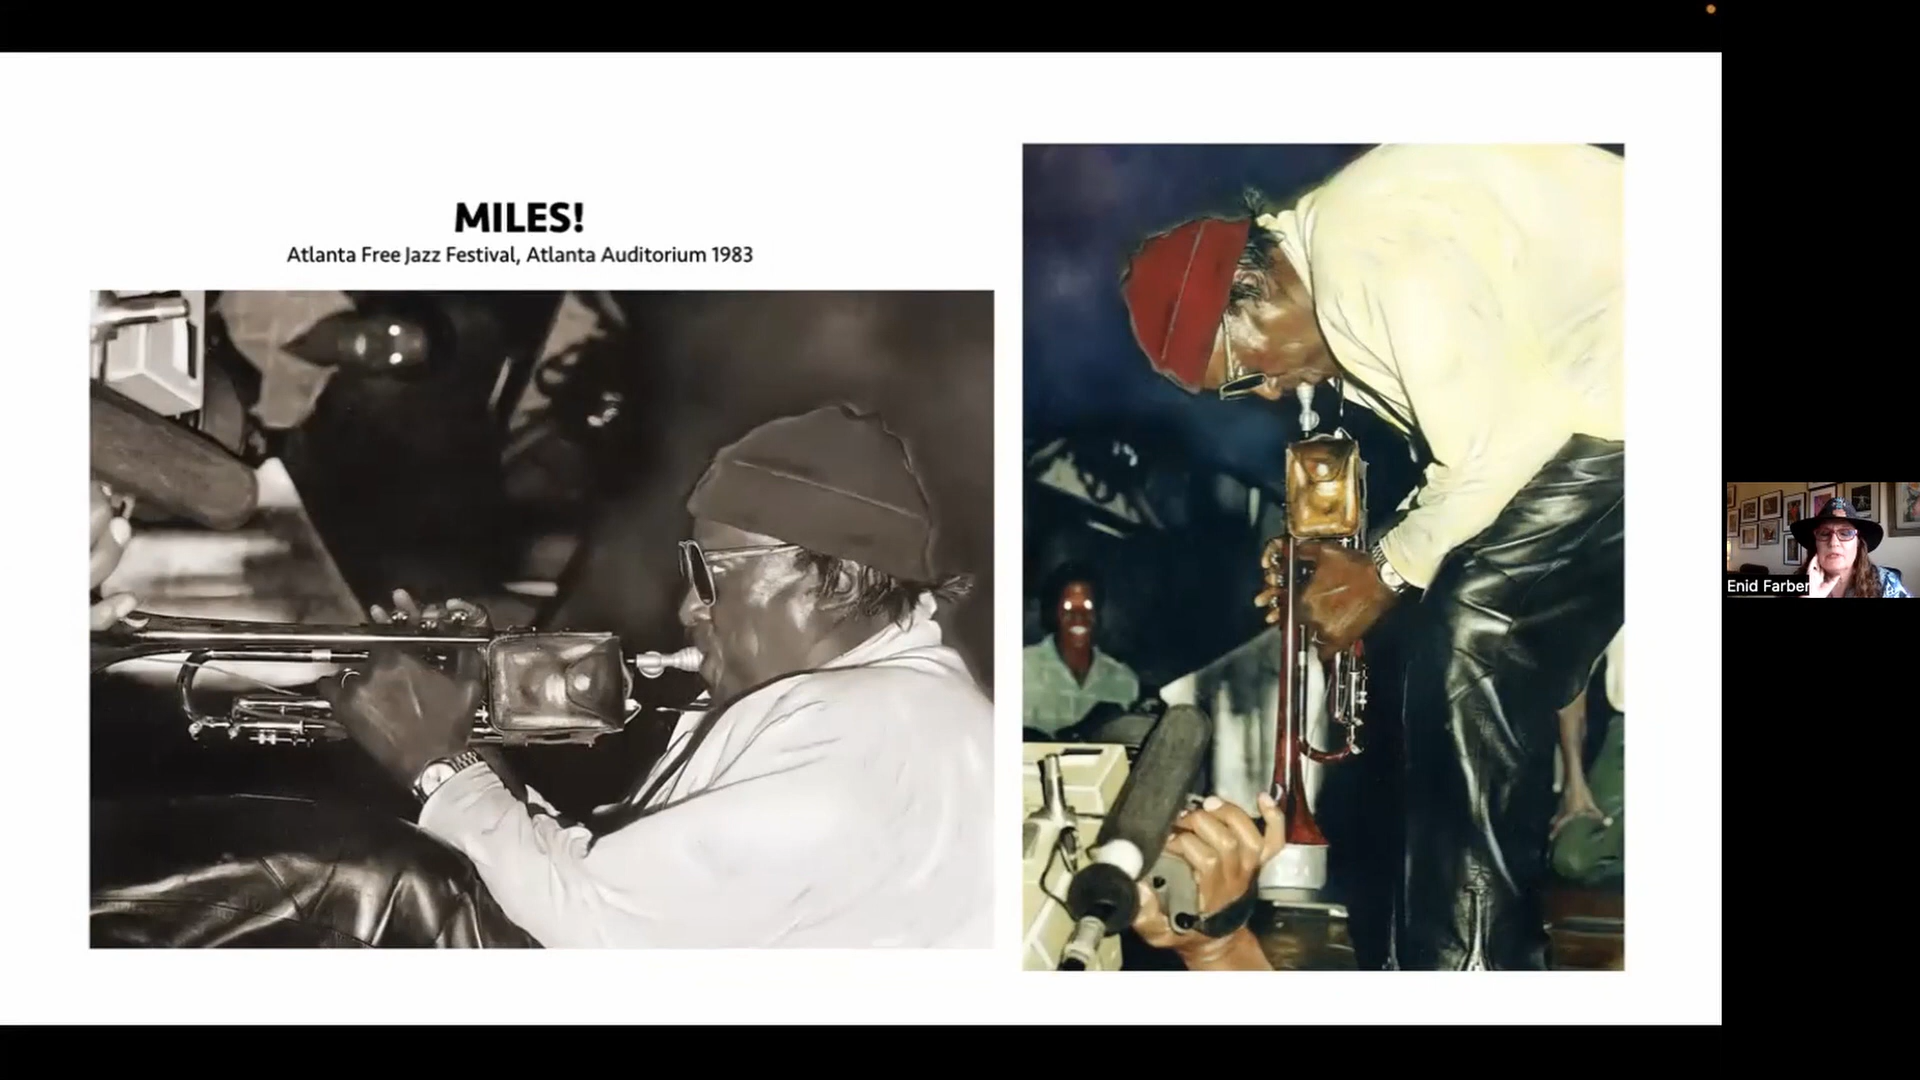 MILES!
Atlanta Free Jazz Festival, Atlanta Auditorium 1983
Enid Farber